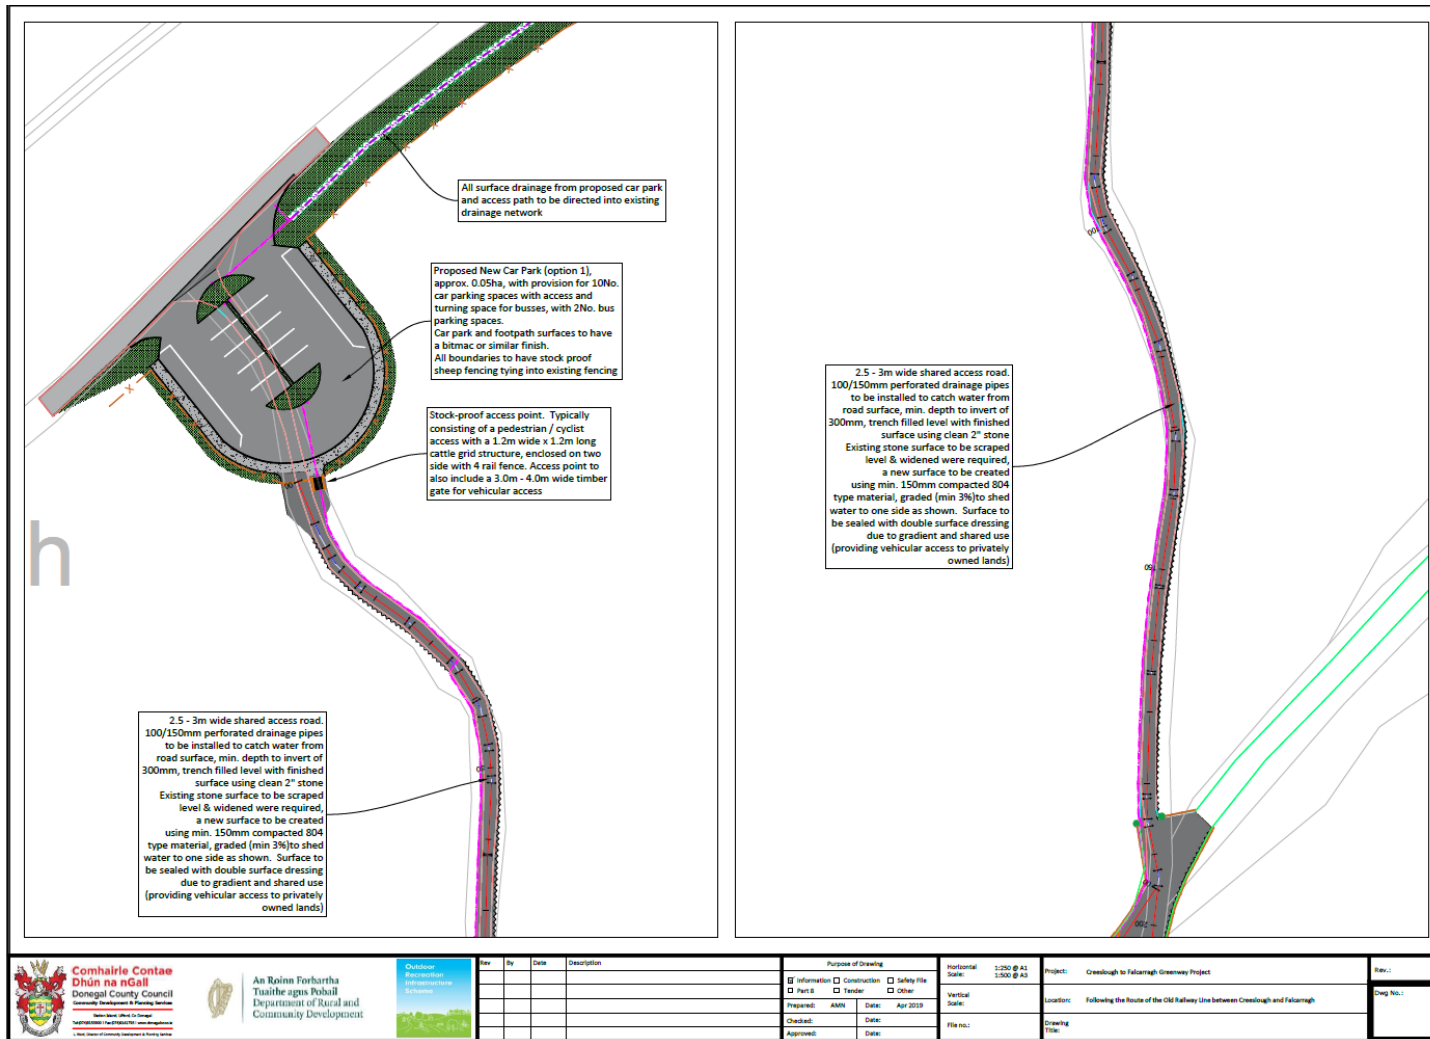 All surface drainage from proposed car park
and access path to be directed into existing
drainage network
Proposed New Car Park (option 1),
approx. 0.05ha, with provision for 10No.
car parking spaces with access and
turning space for busses, with 2No. bus
parking spaces.
Car park and footpath surfaces to have
a bitmac or similar finish.
All boundaries to have stock proof
sheep fencing tying into existing fencing
Stock-proof access point. Typically
consisting of a pedestrian / cyclist
access with a 1.2m wide x 1.2m long
cattle grid structure, enclosed on two
side with 4 rail fence. Access point to
also include a 3.0m - 4.0m wide timber
gate for vehicular access
h
2.5 - 3m wide shared access road.
100/150mm perforated drainage pipes
to be installed to catch water from
road surface, min. depth to invert of
300mm, trench filled level with finished
surface using clean 2" stone
Existing stone surface to be scraped
level & widened were required,
a new surface to be created
using min. 150mm compacted 804
type material, graded (min 3%)to shed
water to one side as shown. Surface to
be sealed with double surface dressing
due to gradient and shared use
(providing vehicular access to privately
owned lands)
50
2.5 - 3m wide shared access road.
100/150mm perforated drainage pipes
to be installed to catch water from
road surface, min. depth to invert of
300mm, trench filled level with finished
surface using clean 2" stone
Existing stone surface to be scraped
level & widened were required,
a new surface to be created
using min. 150mm compacted 804
type material, graded (min 3%)to shed
water to one side as shown. Surface to
be sealed with double surface dressing
due to gradient and shared use
(providing vehicular access to privately
owned lands)
100
150
200
Comhairle Contae
Dhún na nGall
Donegal County Council
Community Development & Planning Services
An Roinn Forbartha
Tuaithe agus Pobail
Department of Rural and
Community Development
Outdoor
Recreation
Infrastructure
Scheme
Rev By Date Description
Purpose of Drawing
Information Construction Safety File
Part 8 Tender Other
Prepared: AMN Date: Apr 2019
Checked: Date:
Approved: Date:
Horizontal Scale: 1:250 @ A1
1:500 @ A3
Vertical Scale:
File no.:
Project: Creeslough to Falcarragh Greenway Project
Location: Following the Route of the Old Railway Line between Creeslough and Falcarragh
Drawing Title:
Rev.:
Dwg No.: